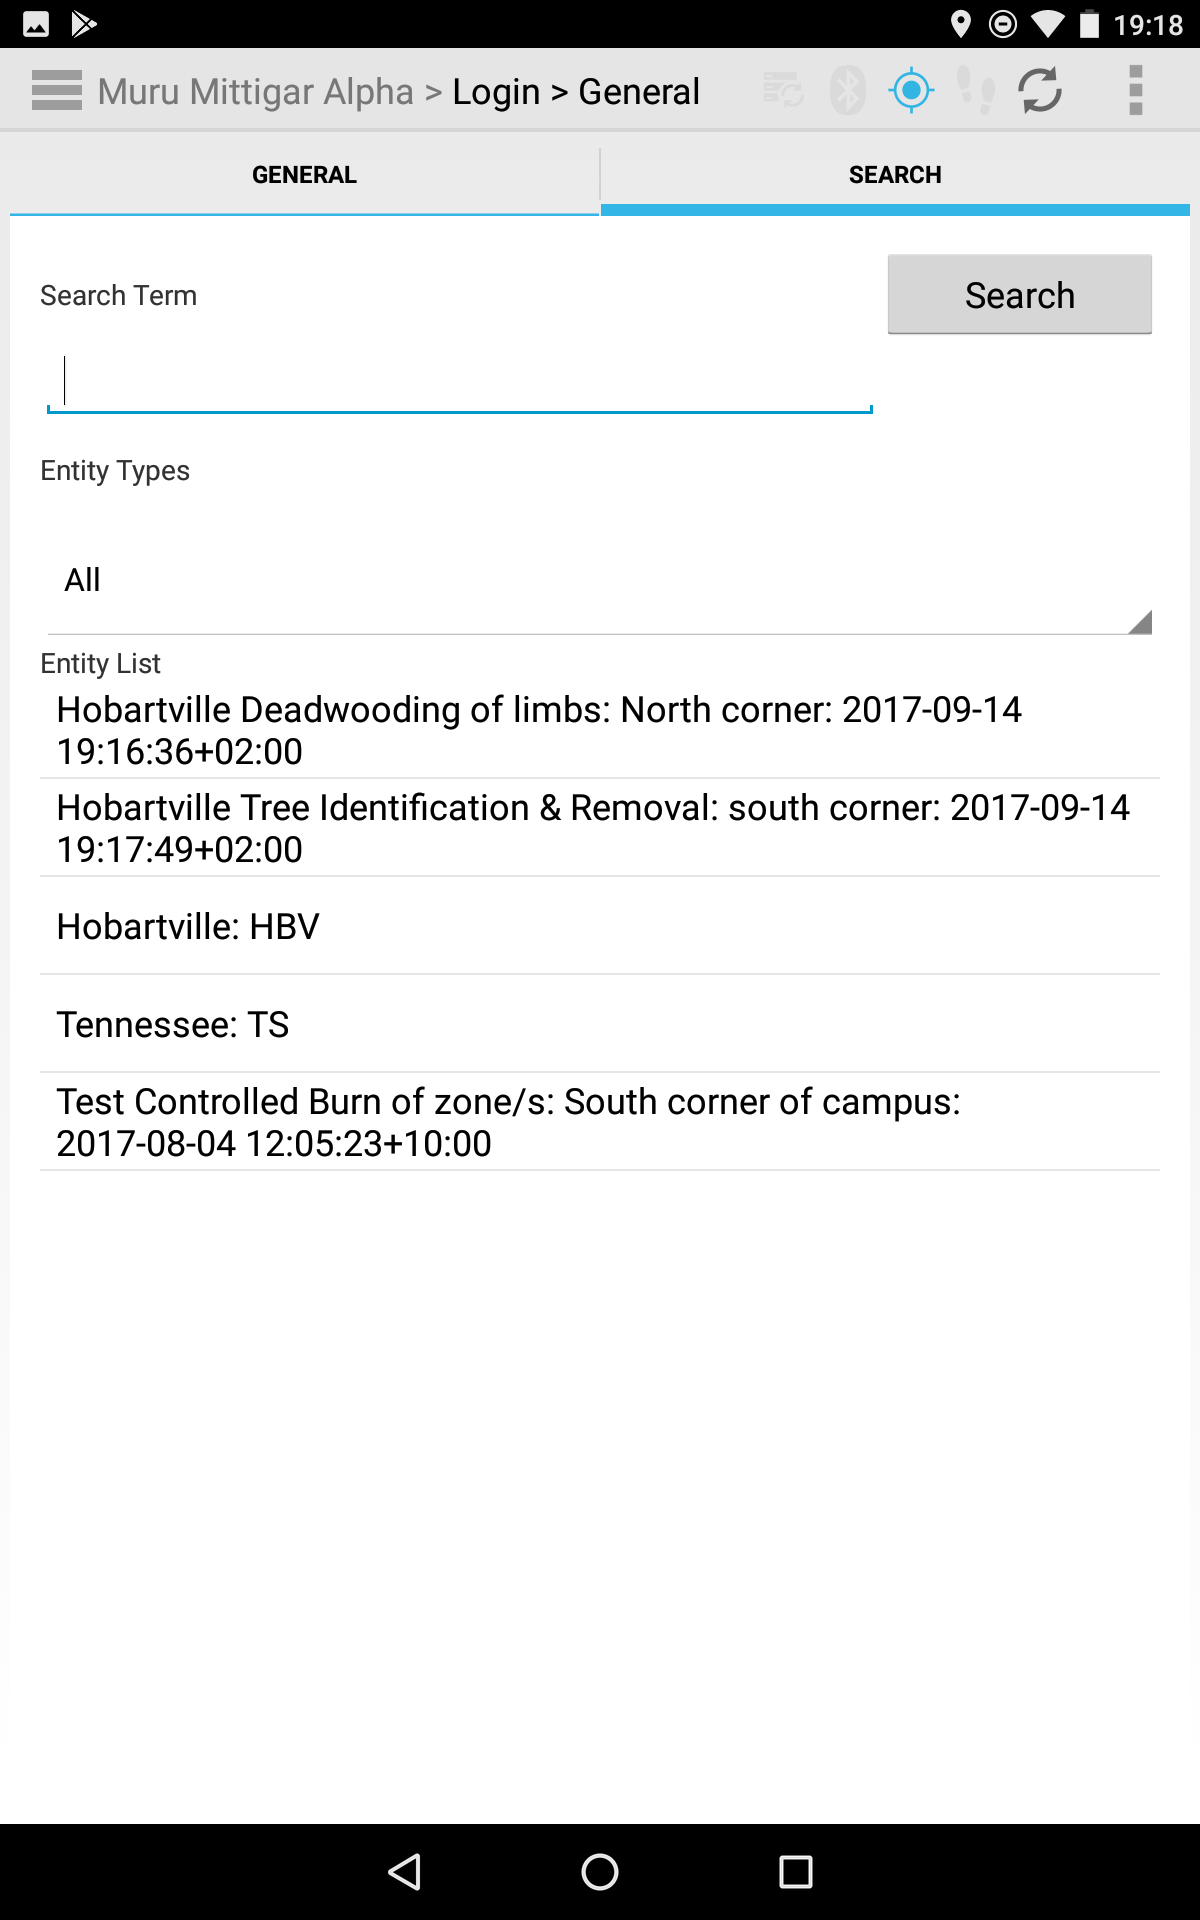 19:18
Muru Mittigar Alpha > Login > General
GENERAL
SEARCH
Search Term
Search
Entity Types
All
Entity List
Hobartville Deadwooding of limbs: North corner: 2017-09-14
19:16:36+02:00
Hobartville Tree Identification & Removal: south corner: 2017-09-14
19:17:49+02:00
Hobartville: HBV
Tennessee: TS
Test Controlled Burn of zone/s: South corner of campus:
2017-08-04 12:05:23+10:00